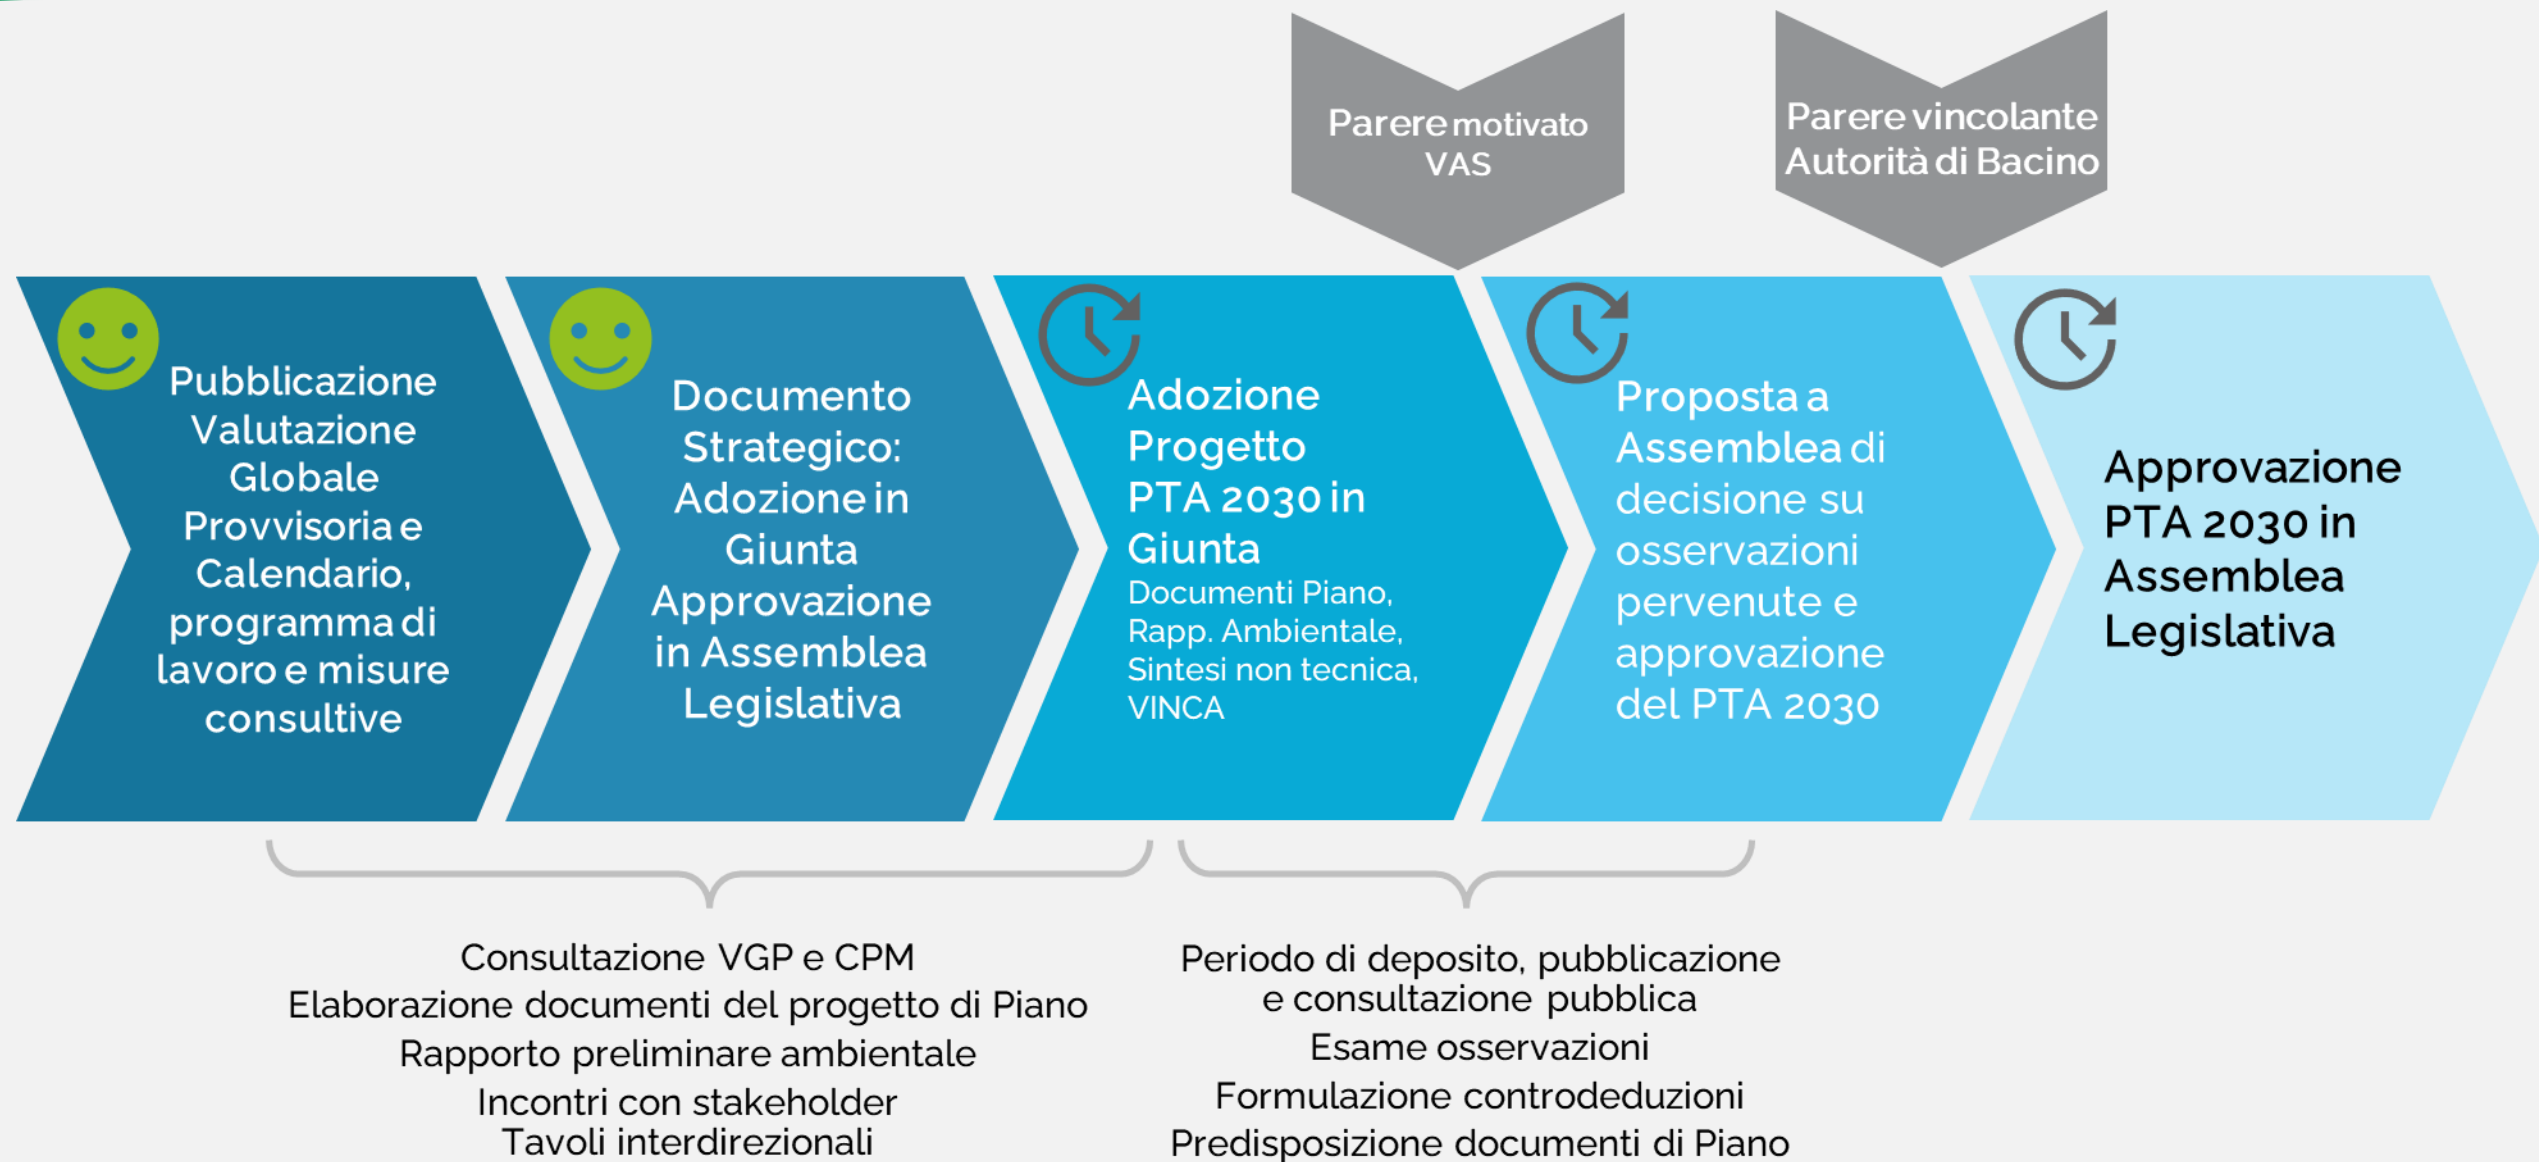 Parere motivato
VAS
Parere vincolante
Autorità di Bacino
Pubblicazione
Valutazione
Globale
Provvisoria e
Calendario,
programma di
lavoro e misure
consultive
Documento
Strategico:
Adozione in
Giunta
Approvazione
in Assemblea
Legislativa
Adozione
Progetto
PTA 2030 in
Giunta
Documenti Piano,
Rapp. Ambientale,
Sintesi non tecnica,
VINCA
Proposta a
Assemblea di
decisione su
osservazioni
pervenute e
approvazione
del PTA 2030
Approvazione
PTA 2030 in
Assemblea
Legislativa
Consultazione VGP e CPM
Elaborazione documenti del progetto di Piano
Rapporto preliminare ambientale
Incontri con stakeholder
Tavoli interdirezionali
Periodo di deposito, pubblicazione
e consultazione pubblica
Esame osservazioni
Formulazione controdeduzioni
Predisposizione documenti di Piano